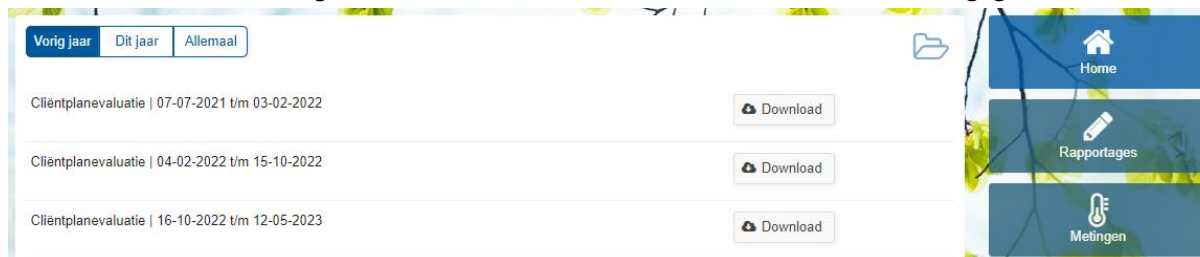 Vorig jaar Dit jaar Allemaal
Home
Cliëntplanevaluatie | 07-07-2021 t/m 03-02-2022 Download
Rapportages
Cliëntplanevaluatie | 04-02-2022 t/m 15-10-2022 Download
Cliëntplanevaluatie | 16-10-2022 t/m 12-05-2023 Download
Metingen